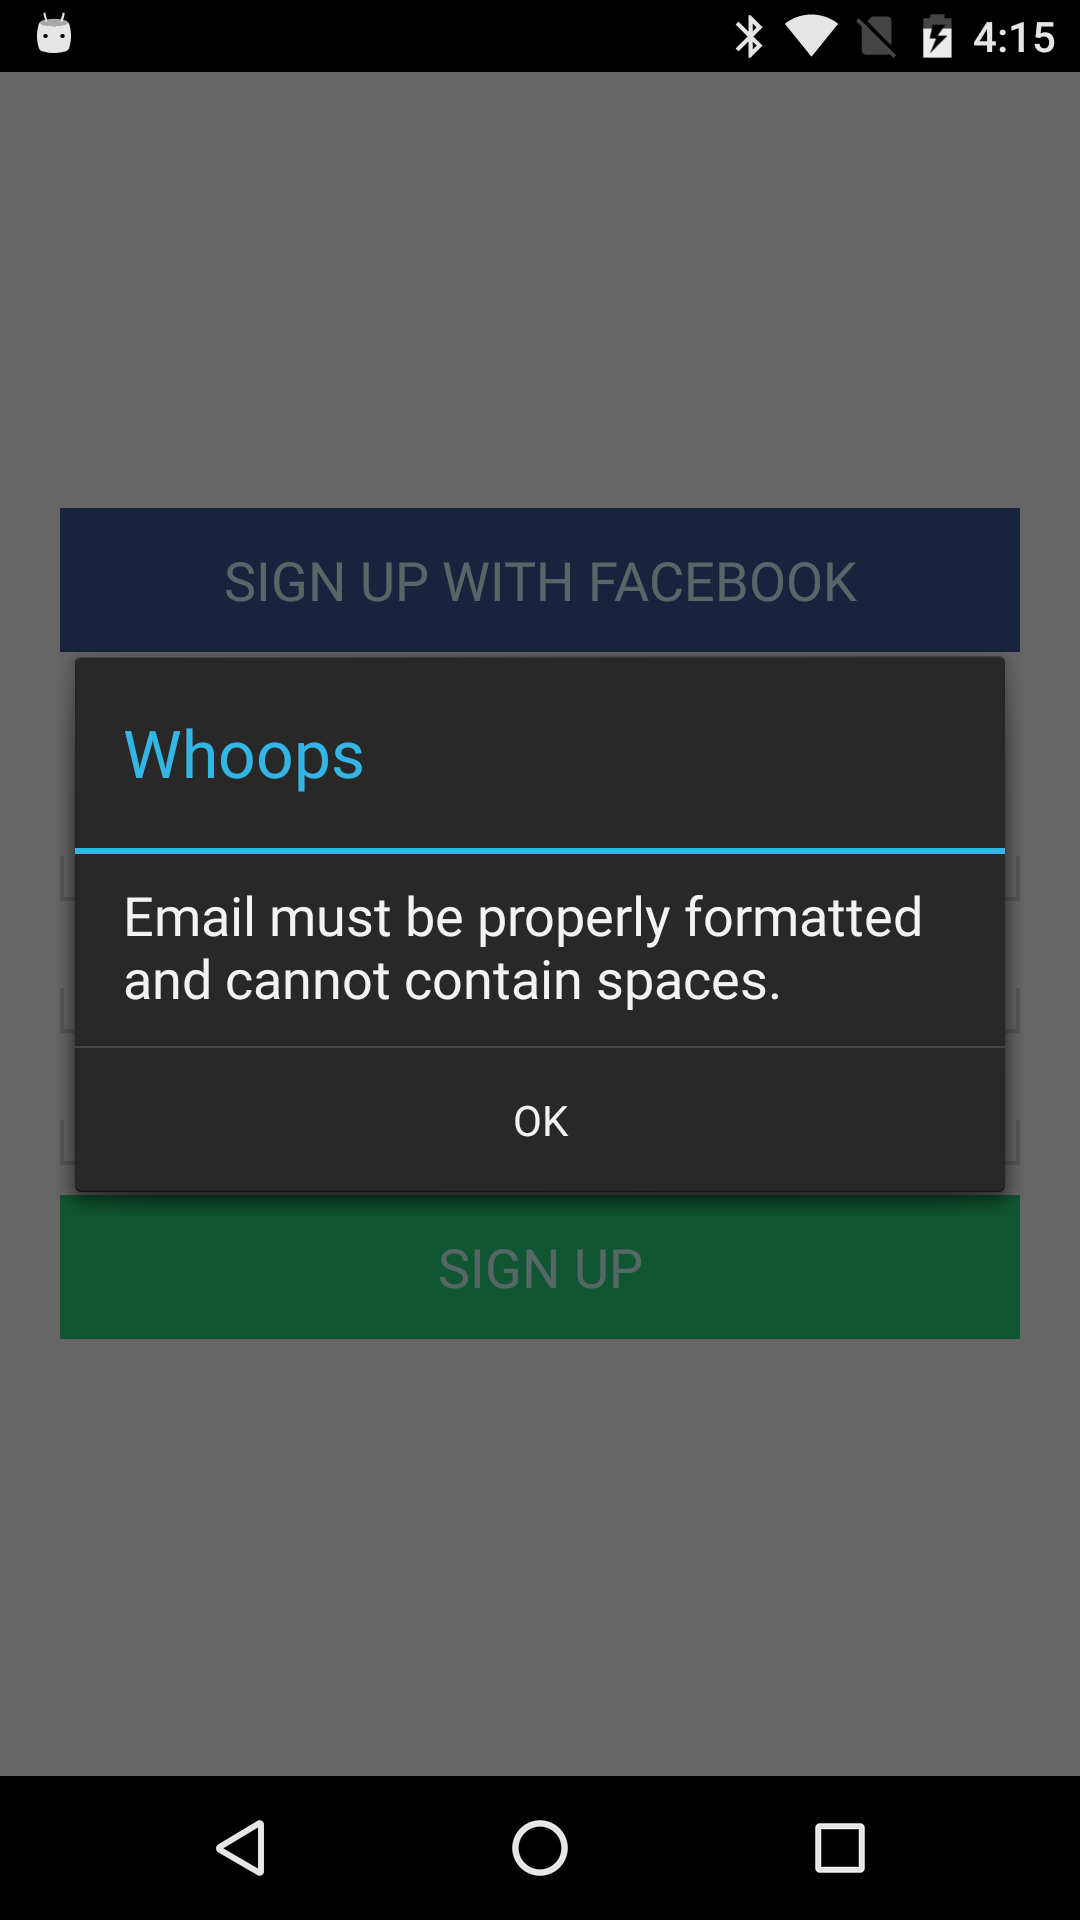 4:15
SIGN UP WITH FACEBOOK
Whoops
Email must be properly formatted
and cannot contain spaces.
OK
SIGN UP